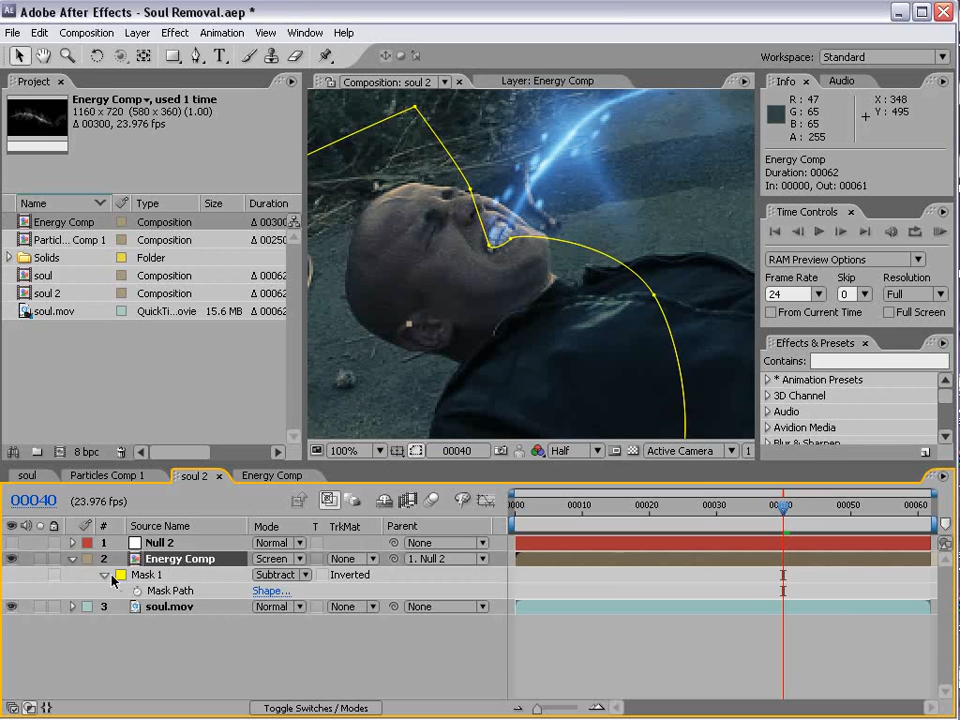 Adobe After Effects - Soul Removal.aep *
File Edit Composition Layer Effect Animation View Window Help
Workspace: Standard
Project
Composition: soul 2
Layer: Energy Comp
Info Audio
Energy Comp▾, used 1 time
1160 x 720 (580 x 360) (1.00)
Δ 00300, 23.976 fps
R : 47
G : 65
B : 65
A : 255
X : 348
Y : 495
Energy Comp
Duration: 00062
In: 00000, Out: 00061
Name Type Size Duration
Energy Comp Composition Δ 00300
Particl... Comp 1 Composition Δ 00250
Solids Folder
soul Composition Δ 00062
soul 2 Composition Δ 00062
soul.mov QuickTi...ovie 15.6 MB Δ 00062
Time Controls
RAM Preview Options
Frame Rate Skip Resolution
24 0 Full
From Current Time Full Screen
Effects & Presets
Contains:
* Animation Presets
3D Channel
Audio
Avidion Media
Blur & Sharpen
8 bpc
100% 00040 Half Active Camera 1
soul Particles Comp 1 soul 2 Energy Comp
00040 (23.976 fps)
0000 00010 00020 00030 00040 00050 00060
# Source Name Mode T TrkMat Parent
1 Null 2 Normal None
2 Energy Comp Screen None 1. Null 2
Mask 1 Subtract Inverted
Mask Path Shape...
3 soul.mov Normal None None
Toggle Switches / Modes